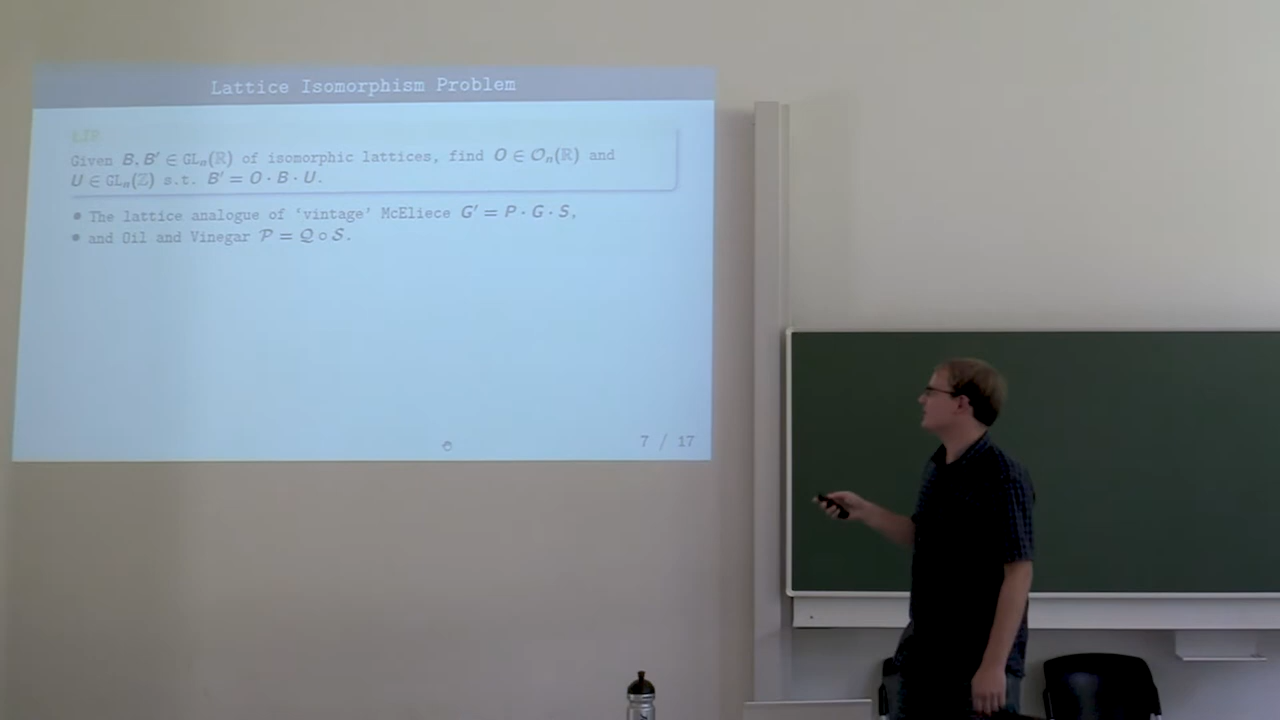 Lattice Isomorphism Problem
LIP
Given B, B′ ∈ GLₙ(ℝ) of isomorphic lattices, find O ∈ 𝒪ₙ(ℝ) and
U ∈ GLₙ(ℤ) s.t. B′ = O · B · U.
• The lattice analogue of ‘vintage’ McEliece G′ = P · G · S,
• and Oil and Vinegar 𝒫 = 𝒬 ∘ 𝒮.
7 / 17